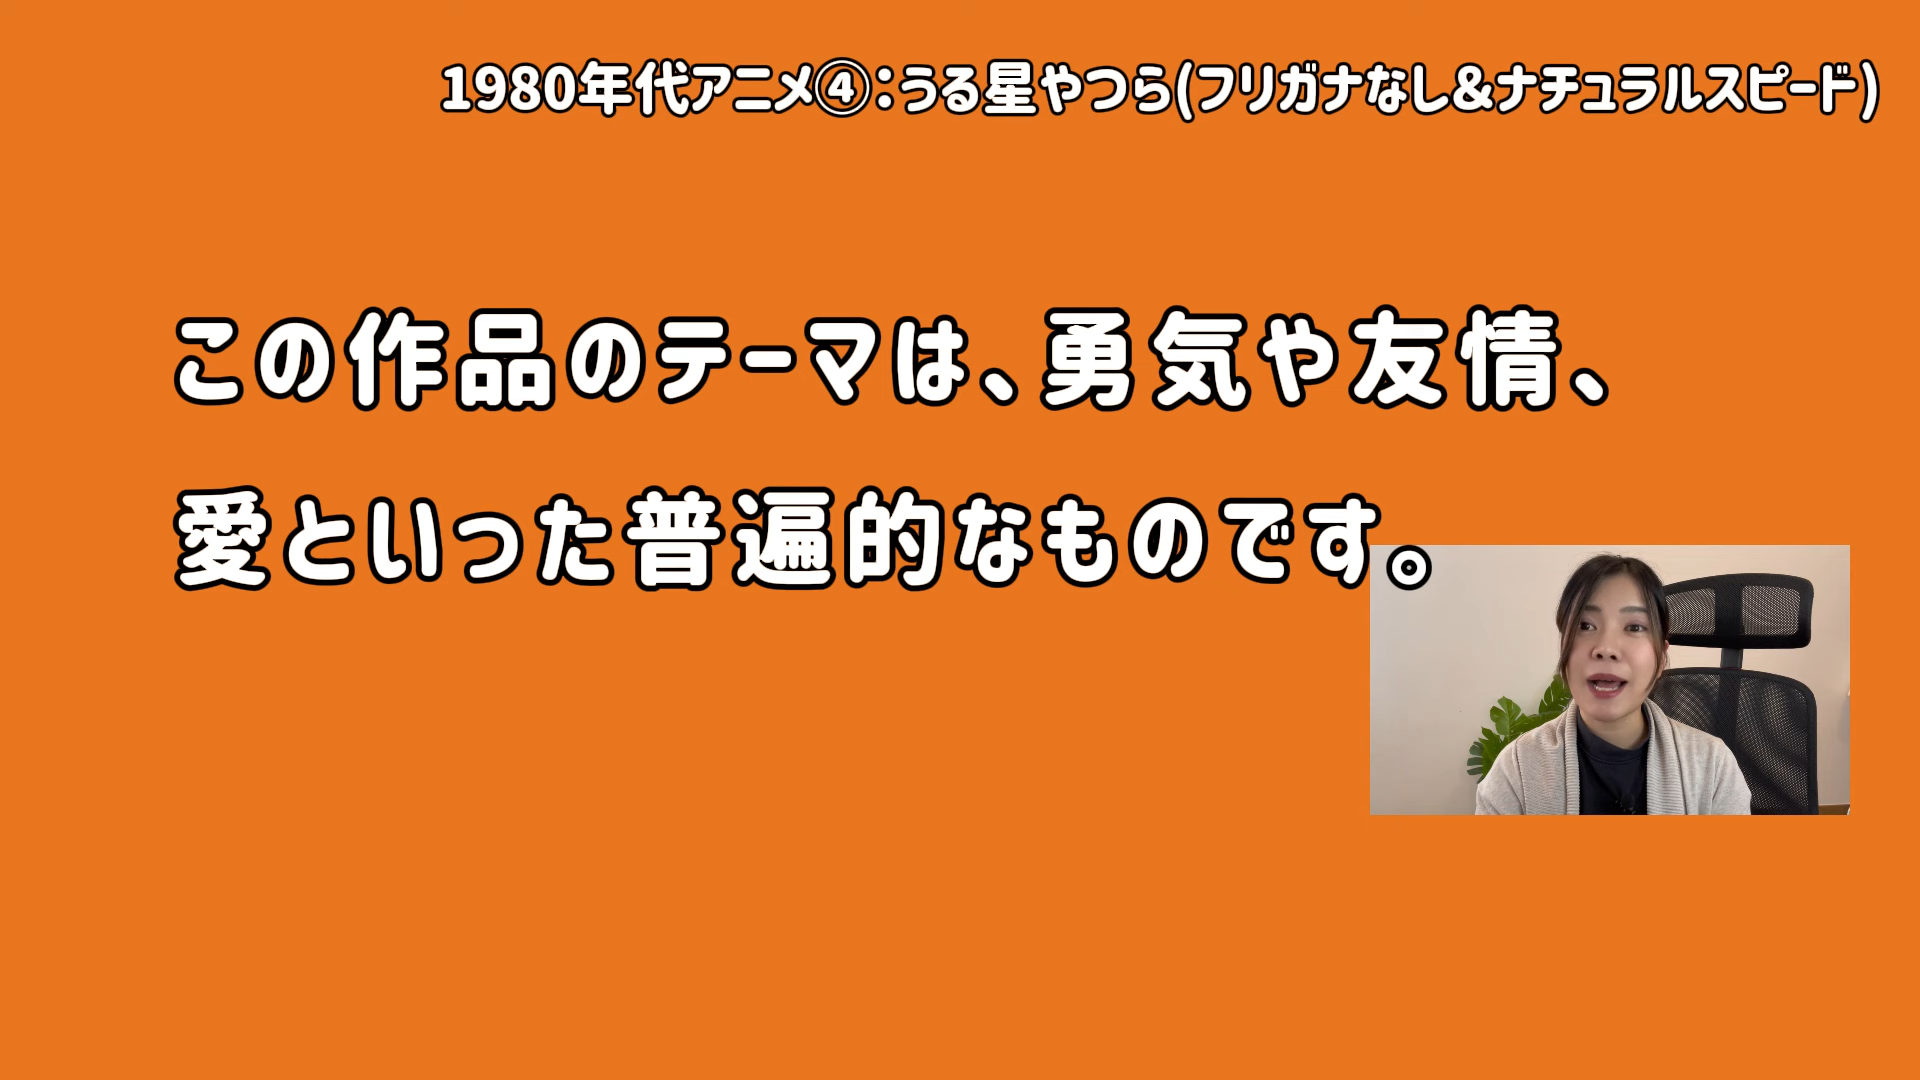 1980年代アニメ④：うる星やつら(フリガナなし&ナチュラルスピード)
この作品のテーマは、勇気や友情、
愛といった普遍的なものです。